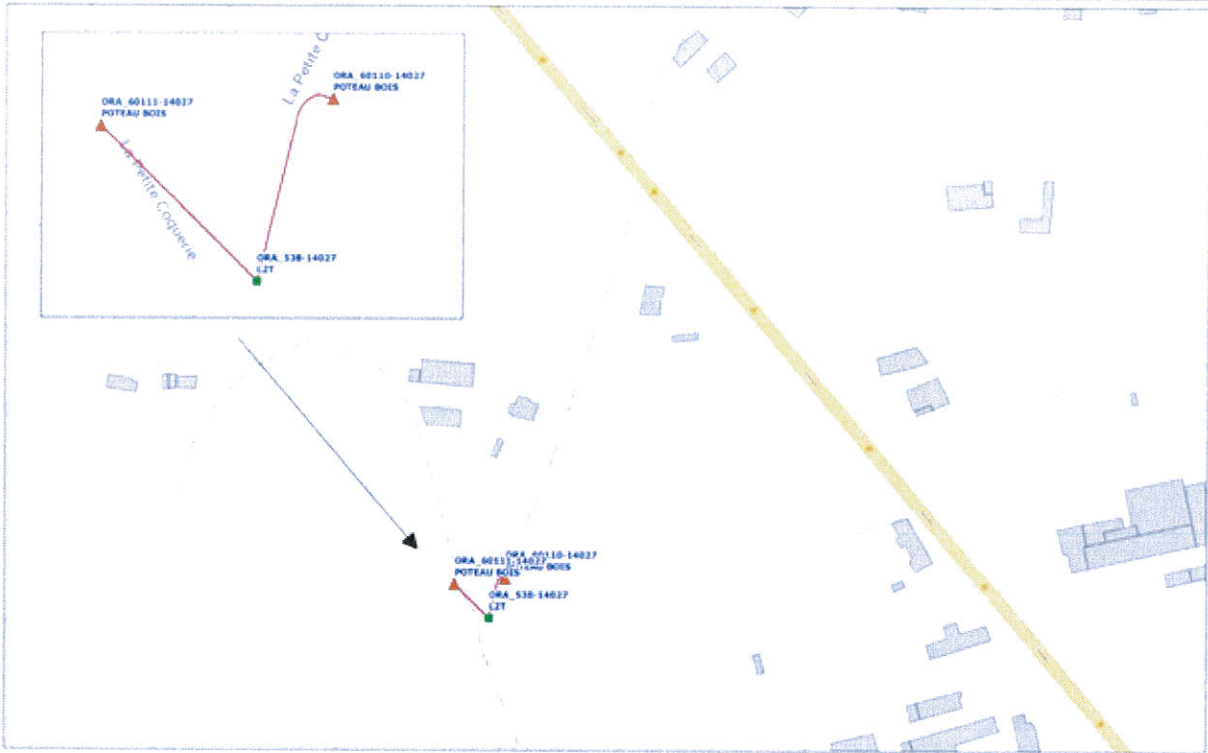 La Petite C
ORA_60110-14027
POTEAU BOIS
ORA_60111-14027
POTEAU BOIS
La Petite Coquerie
ORA_538-14027
L2T
ORA_60110-14027
ORA_60111-14027
POTEAU BOIS
BOIS
ORA_538-14027
L2T